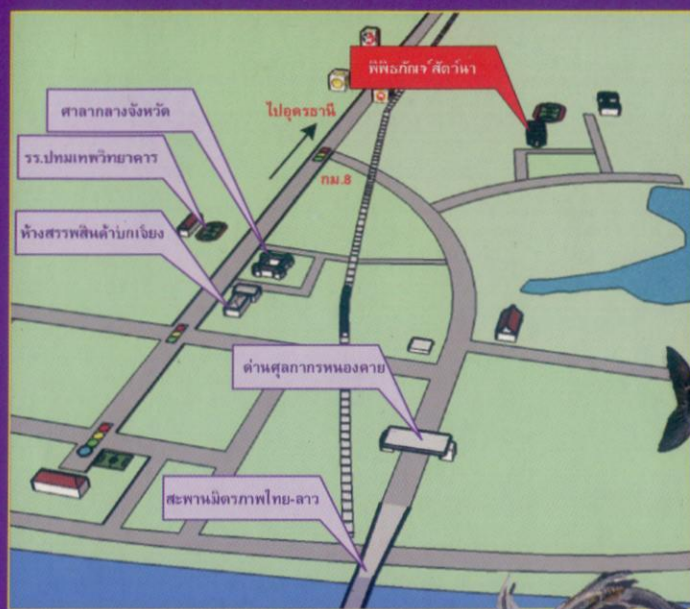 พิพิธภัณฑ์สัตว์น้ำ
ศาลากลางจังหวัด
ไปอุดรธานี
รร.ปทุมเทพวิทยาคาร
กม.8
ห้างสรรพสินค้าบกเจียง
ด่านศุลกากรหนองคาย
สะพานมิตรภาพไทย-ลาว